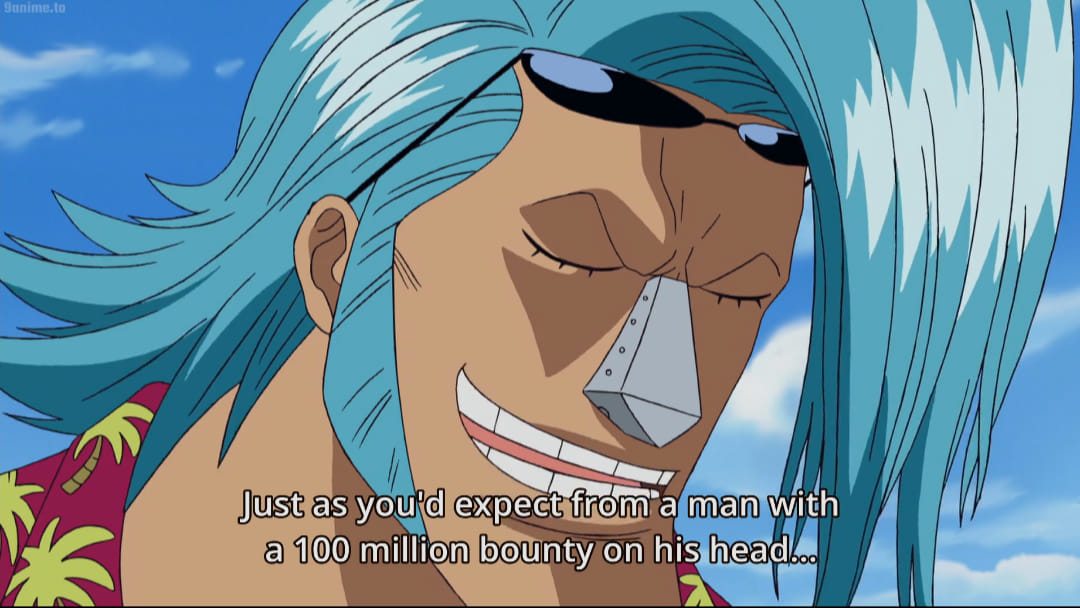 9anime.to
Just as you'd expect from a man with
a 100 million bounty on his head...